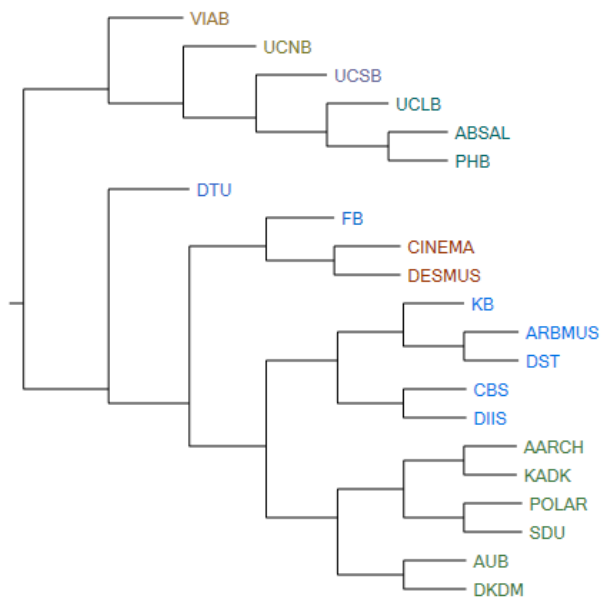 VIAB
UCNB
UCSB
UCLB
ABSAL
PHB
DTU
FB
CINEMA
DESMUS
KB
ARBMUS
DST
CBS
DIIS
AARCH
KADK
POLAR
SDU
AUB
DKDM